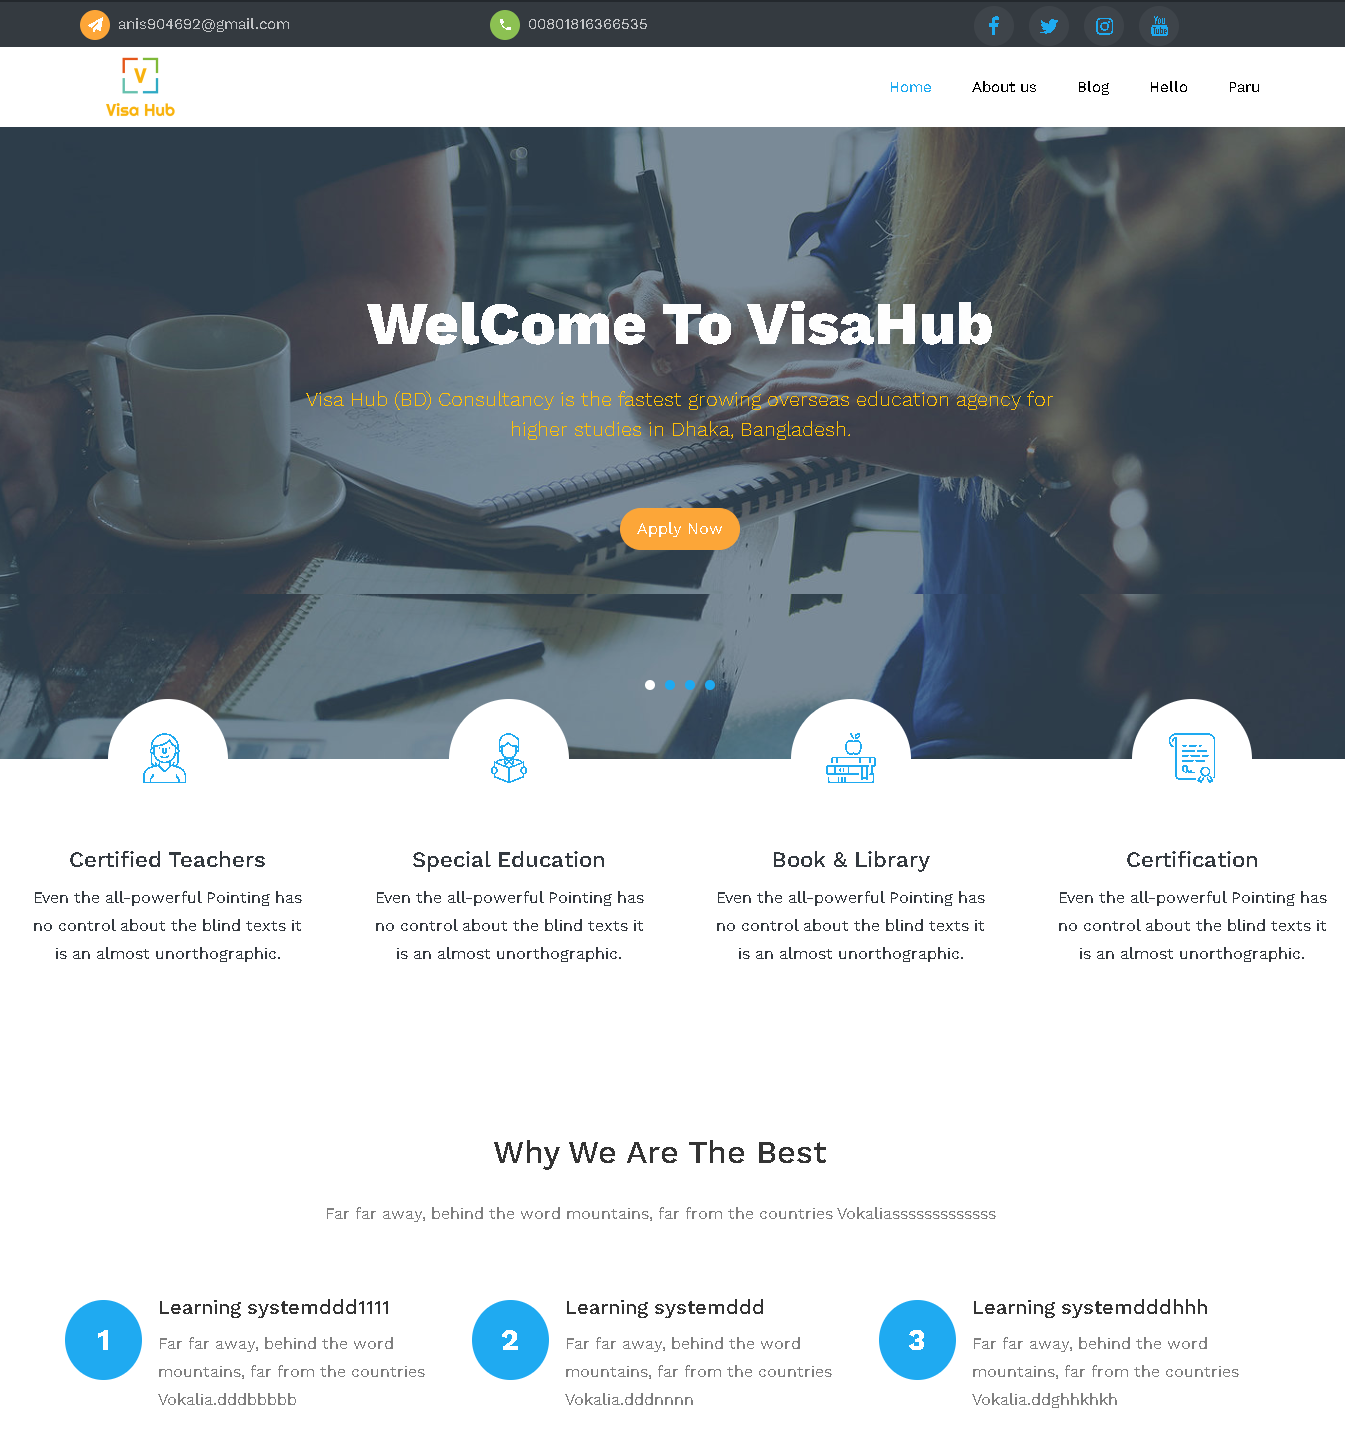 anis904692@gmail.com
00801816366535
You
Tube
V
Visa Hub
Home
About us
Blog
Hello
Paru
WelCome To VisaHub
Visa Hub (BD) Consultancy is the fastest growing overseas education agency for
higher studies in Dhaka, Bangladesh.
Apply Now
Certified Teachers
Even the all-powerful Pointing has
no control about the blind texts it
is an almost unorthographic.
Special Education
Even the all-powerful Pointing has
no control about the blind texts it
is an almost unorthographic.
Book & Library
Even the all-powerful Pointing has
no control about the blind texts it
is an almost unorthographic.
Certification
Even the all-powerful Pointing has
no control about the blind texts it
is an almost unorthographic.
Why We Are The Best
Far far away, behind the word mountains, far from the countries Vokaliasssssssssssss
1
Learning systemddd1111
Far far away, behind the word
mountains, far from the countries
Vokalia.dddbbbbb
2
Learning systemddd
Far far away, behind the word
mountains, far from the countries
Vokalia.dddnnnn
3
Learning systemdddhhh
Far far away, behind the word
mountains, far from the countries
Vokalia.ddghhkhkh